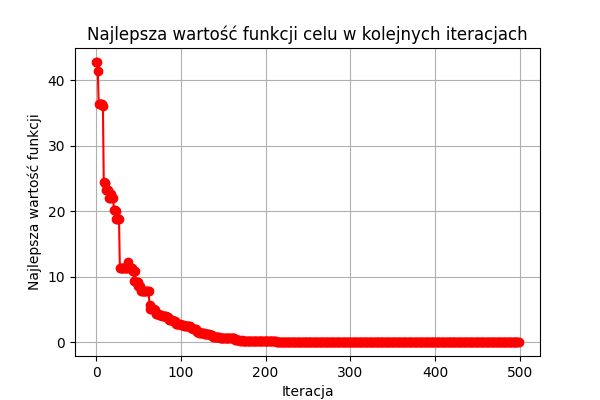 Najlepsza wartość funkcji celu w kolejnych iteracjach
Najlepsza wartość funkcji
40
30
20
10
0
0 100 200 300 400 500
Iteracja